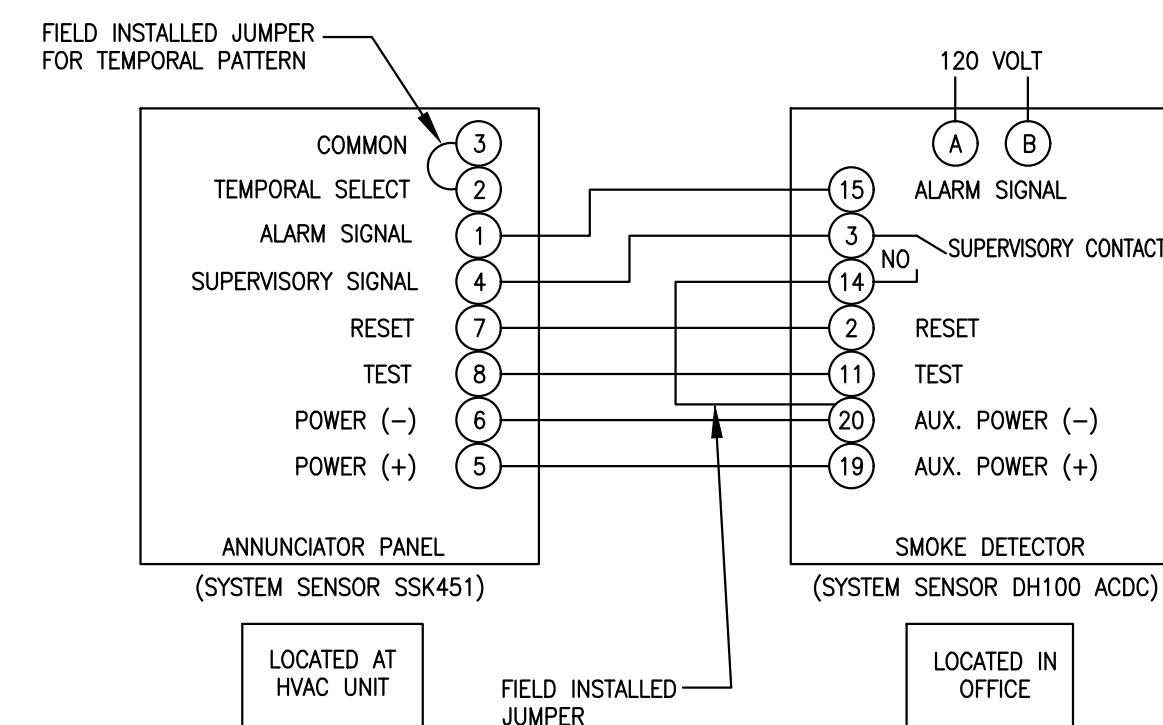 FIELD INSTALLED JUMPER
FOR TEMPORAL PATTERN
120 VOLT
A B
COMMON 3
TEMPORAL SELECT 2
ALARM SIGNAL 1
SUPERVISORY SIGNAL 4
RESET 7
TEST 8
POWER (-) 6
POWER (+) 5
ANNUNCIATOR PANEL
(SYSTEM SENSOR SSK451)
LOCATED AT
HVAC UNIT
15 ALARM SIGNAL
3 SUPERVISORY CONTACT
NO
14
2 RESET
11 TEST
20 AUX. POWER (-)
19 AUX. POWER (+)
SMOKE DETECTOR
(SYSTEM SENSOR DH100 ACDC)
LOCATED IN
OFFICE
FIELD INSTALLED
JUMPER